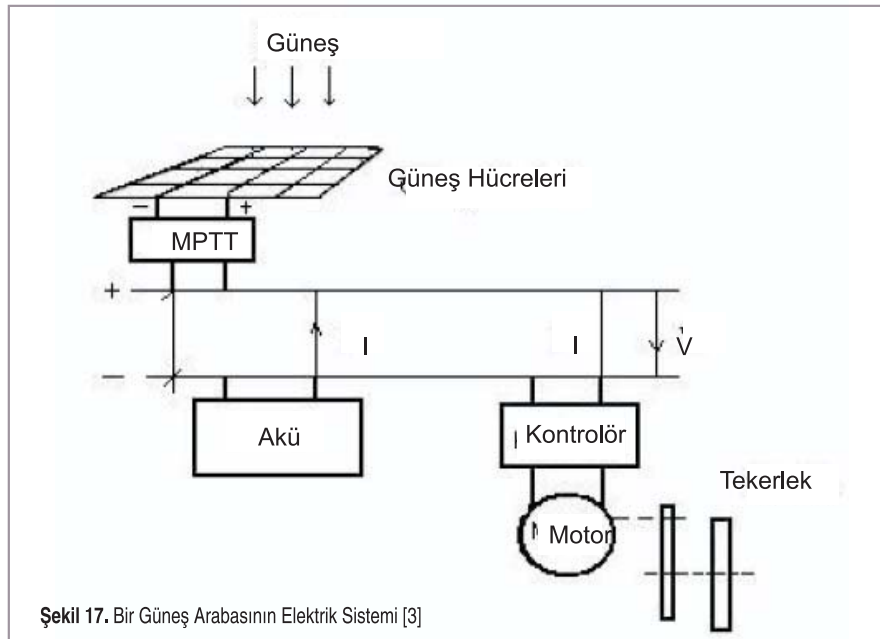 Güneş
Güneş Hücreleri
− +
MPTT
+
I I V
−
Akü Kontrolör
Tekerlek
Motor
Şekil 17. Bir Güneş Arabasının Elektrik Sistemi [3]